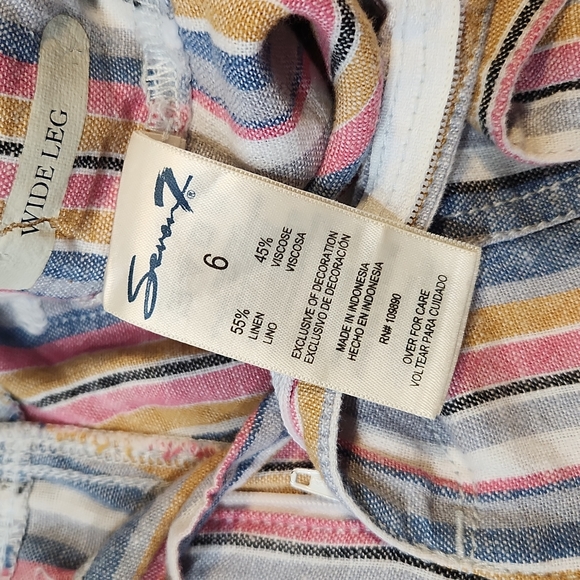 WIDE LEG
Seven7®
6
55% 45%
LINEN VISCOSE
LINO VISCOSA
EXCLUSIVE OF DECORATION
EXCLUSIVO DE DECORACIÓN
MADE IN INDONESIA
HECHO EN INDONESIA
RN# 109890
OVER FOR CARE
VOLTEAR PARA CUIDADO